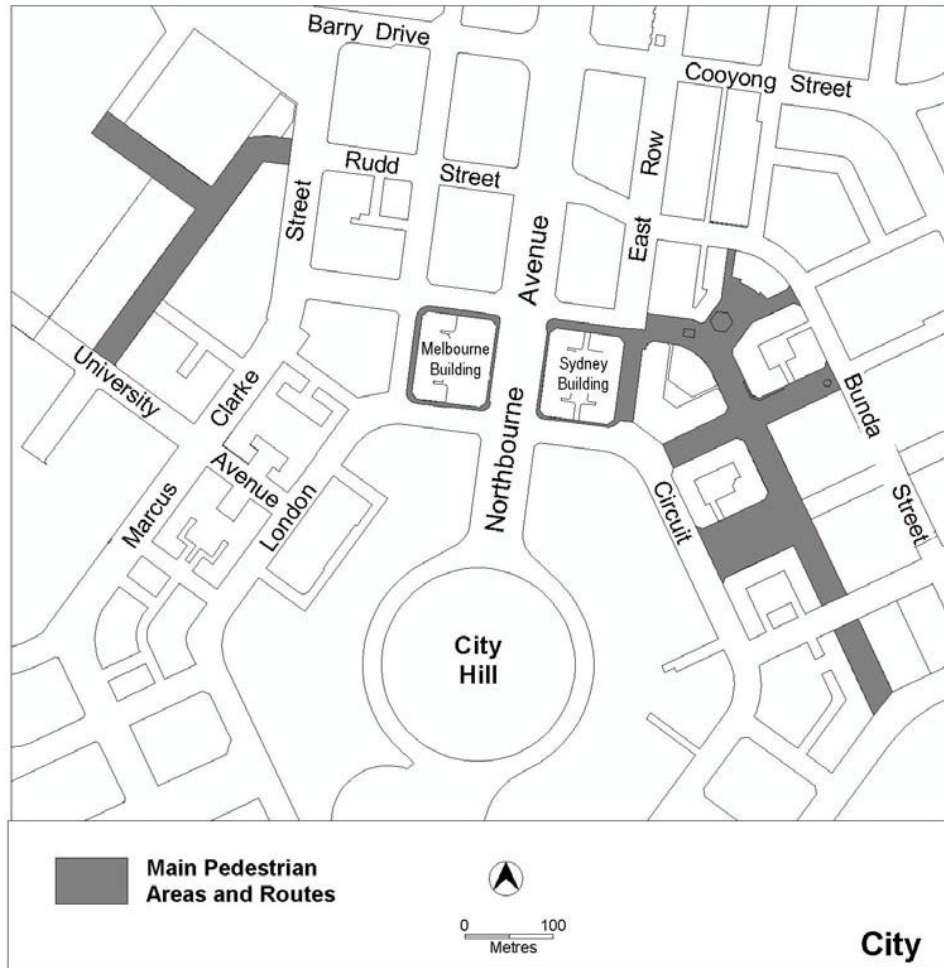 Barry Drive
Cooyong Street
Rudd Street
Row
East
Street
Avenue
Northbourne
Melbourne
Building
Sydney
Building
University
Avenue
Clarke
Marcus
London
Circuit
Bunda
Street
City
Hill
Main Pedestrian
Areas and Routes
0 100
Metres
City